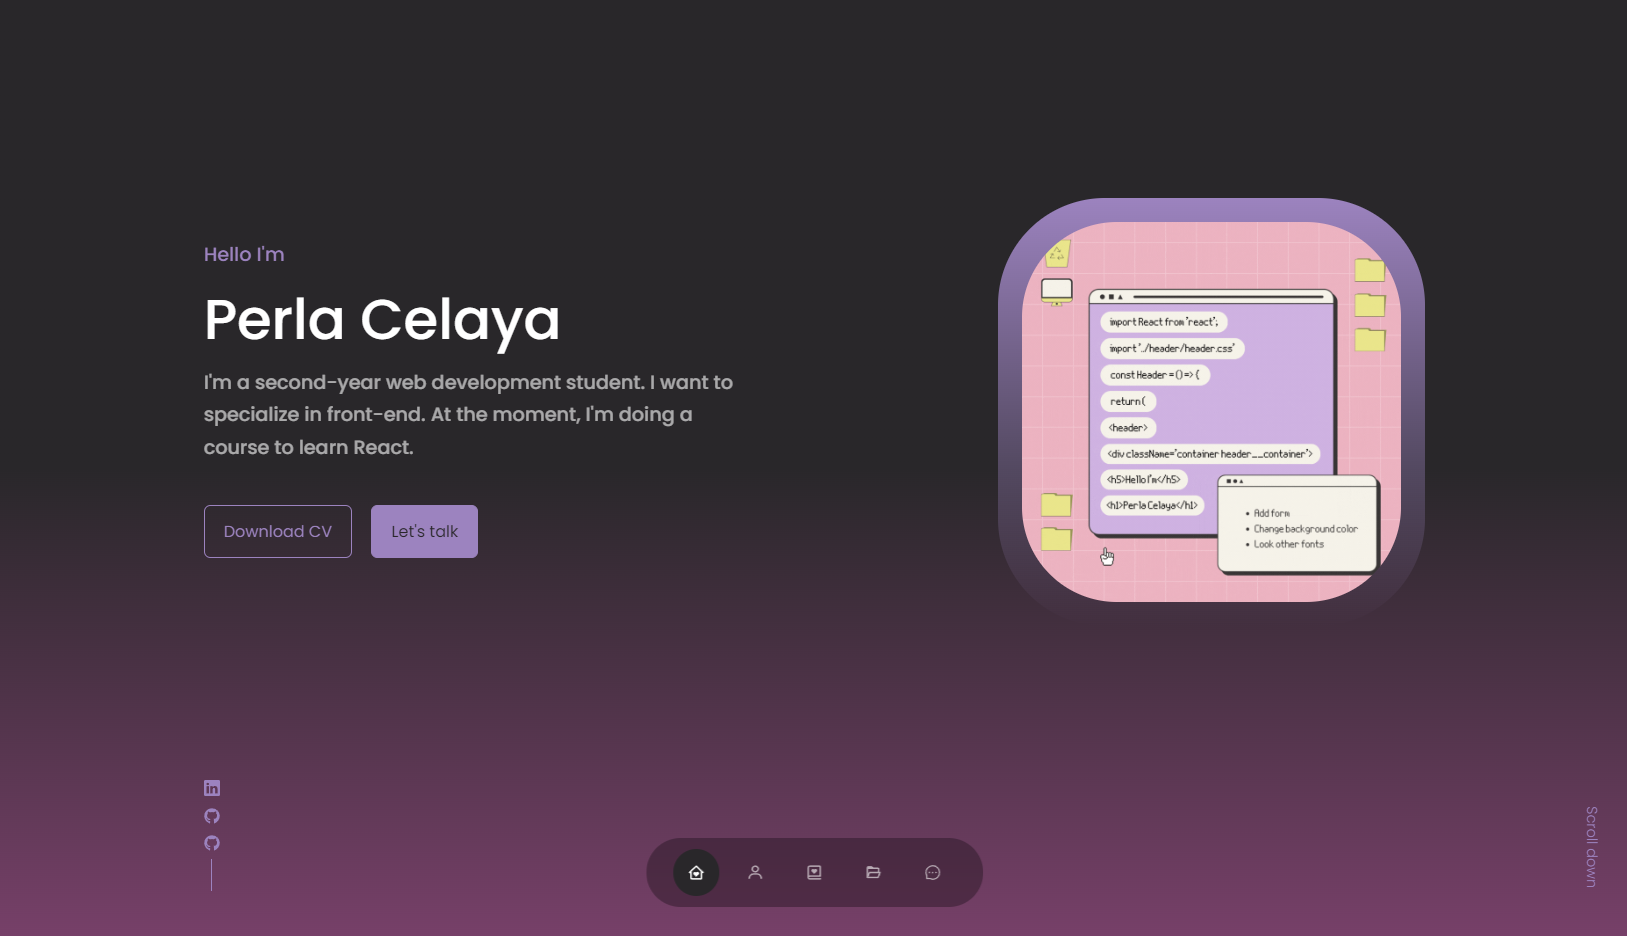 Hello I'm
Perla Celaya
I'm a second-year web development student. I want to
specialize in front-end. At the moment, I'm doing a
course to learn React.
Download CV
Let's talk
import React from 'react';
import '../header/header.css'
const Header = () => {
return (
<header>
<div className='container header__container'>
<h5>Hello I'm</h5>
<h1>Perla Celaya</h1>
• Add form
• Change background color
• Look other fonts
in
Scroll down